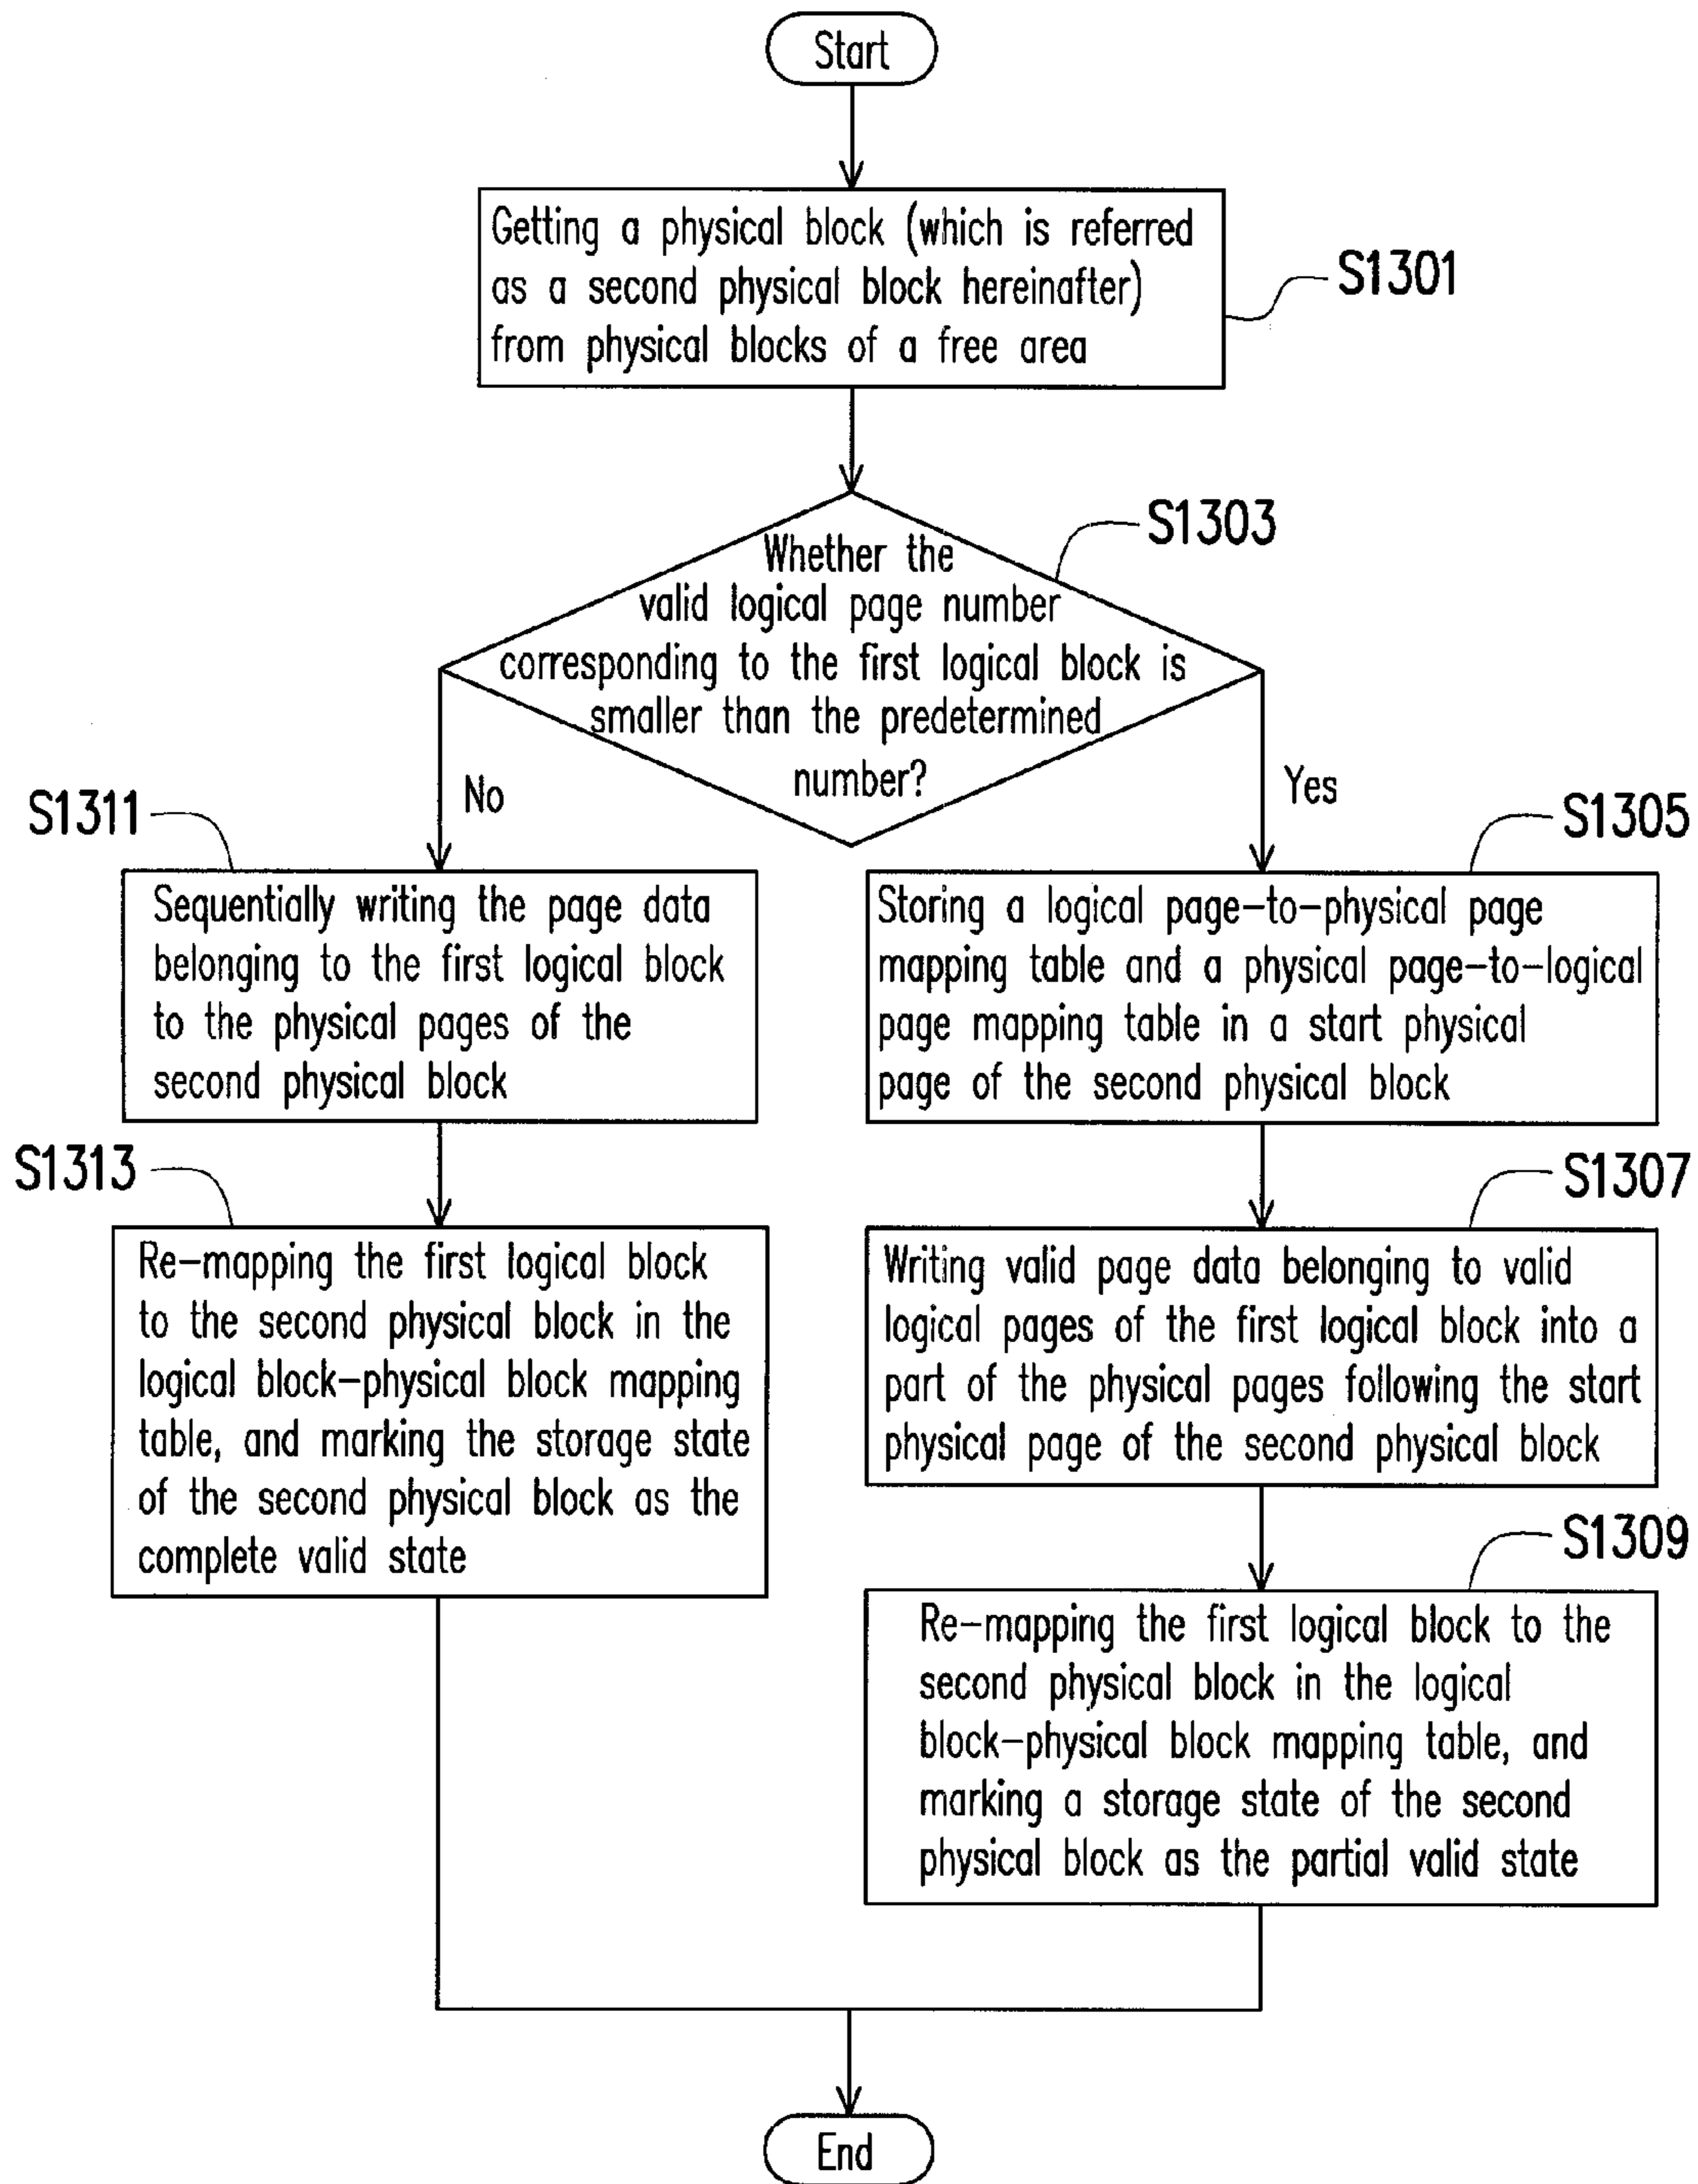 Start
Getting a physical block (which is referred
as a second physical block hereinafter)
from physical blocks of a free area
S1301
S1303
Whether the
valid logical page number
corresponding to the first logical block is
smaller than the predetermined
number?
No
Yes
S1311
Sequentially writing the page data
belonging to the first logical block
to the physical pages of the
second physical block
S1305
Storing a logical page-to-physical page
mapping table and a physical page-to-logical
page mapping table in a start physical
page of the second physical block
S1313
Re-mapping the first logical block
to the second physical block in the
logical block-physical block mapping
table, and marking the storage state
of the second physical block as the
complete valid state
S1307
Writing valid page data belonging to valid
logical pages of the first logical block into a
part of the physical pages following the start
physical page of the second physical block
S1309
Re-mapping the first logical block to the
second physical block in the logical
block-physical block mapping table, and
marking a storage state of the second
physical block as the partial valid state
End